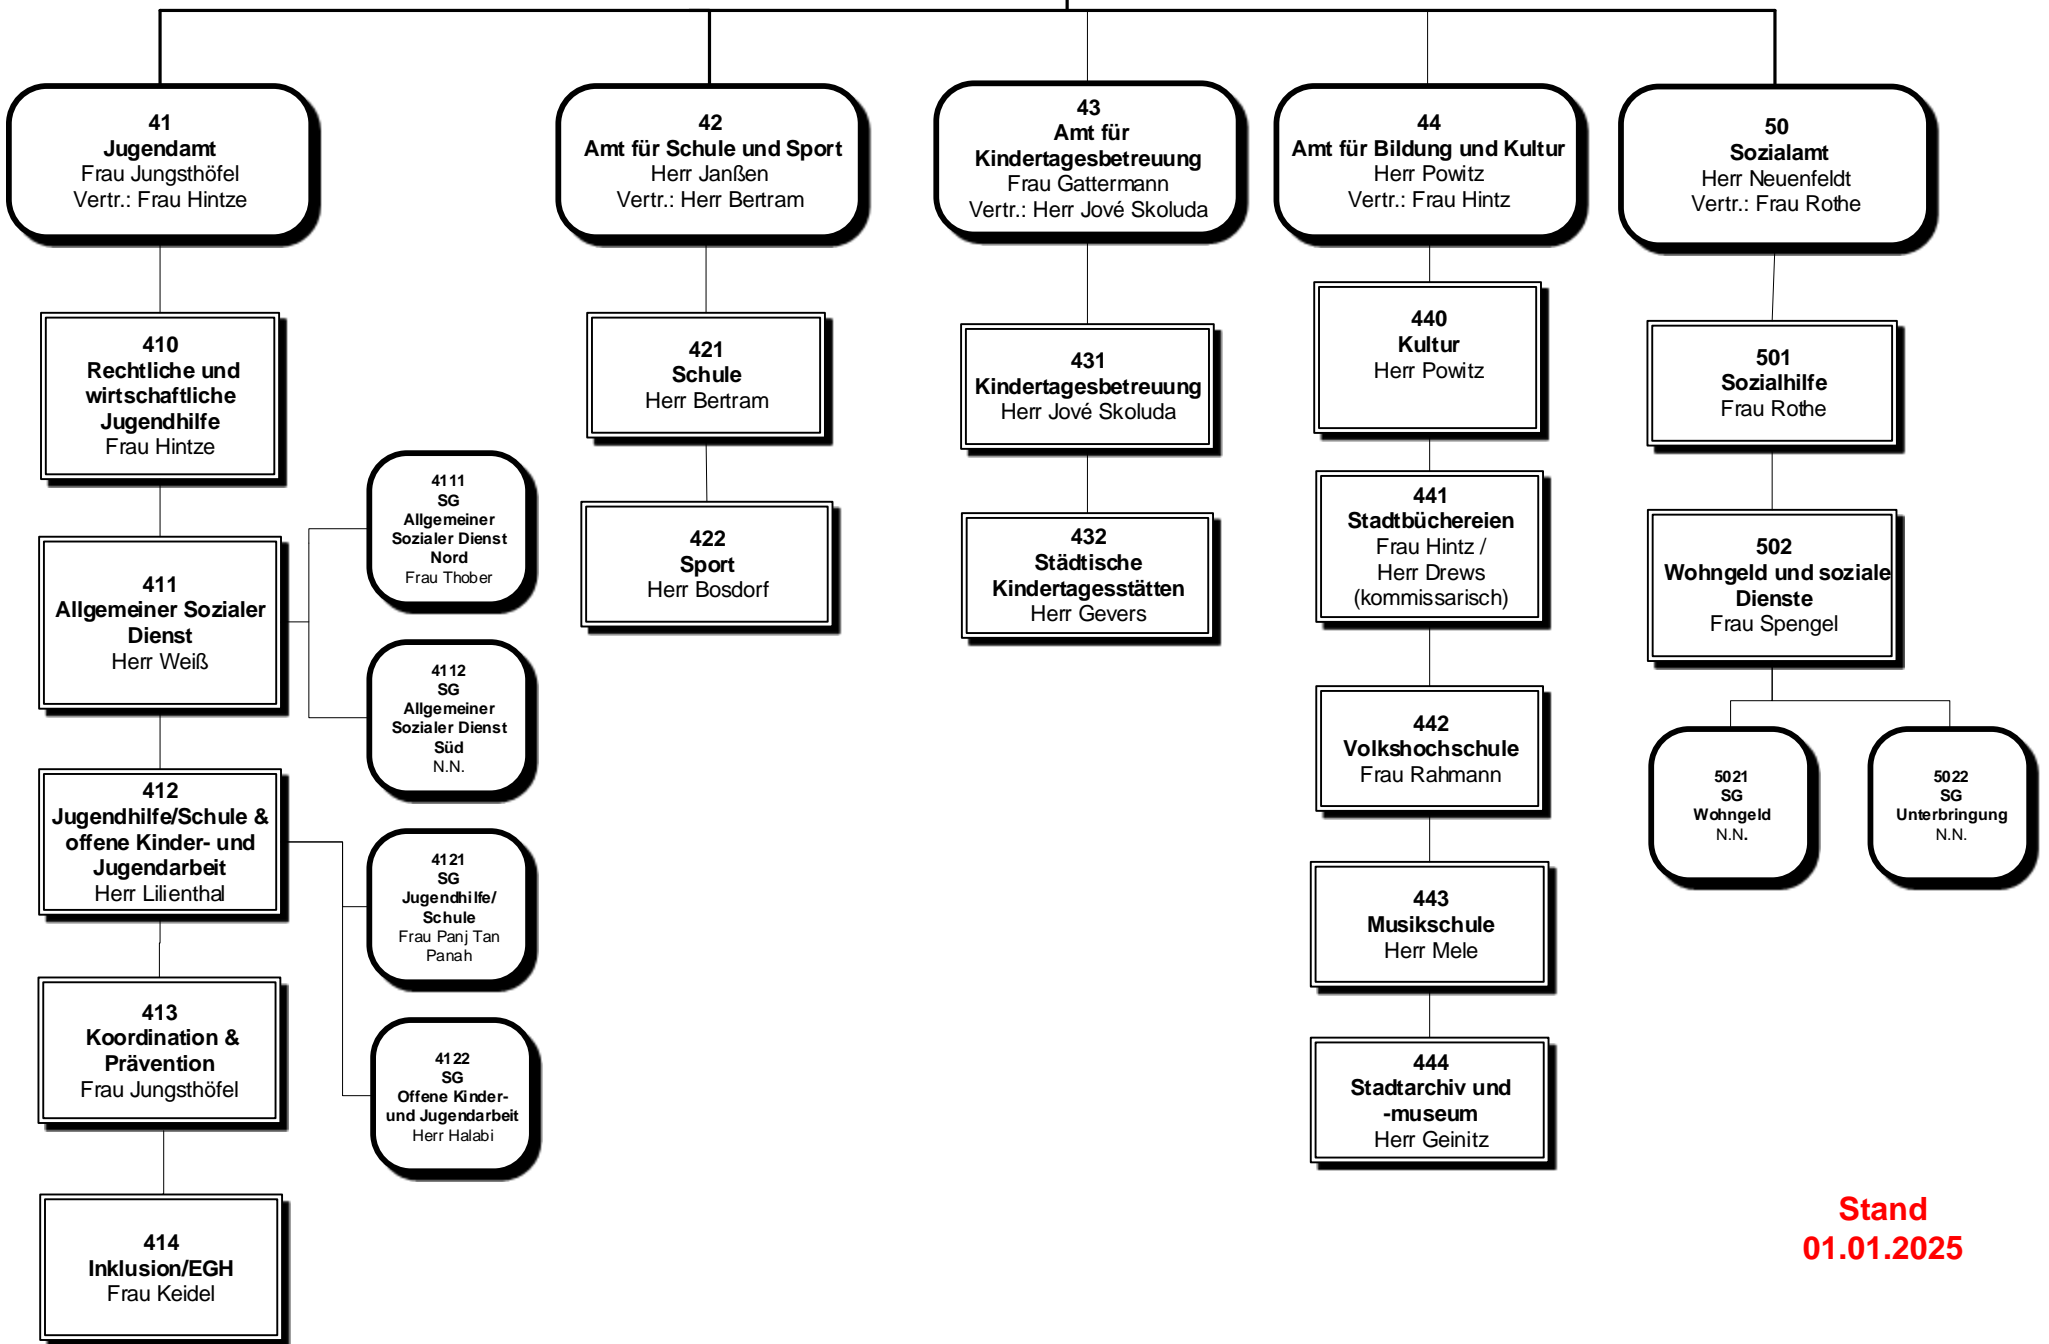 41
Jugendamt
Frau Jungsthöfel
Vertr.: Frau Hintze
42
Amt für Schule und Sport
Herr Janßen
Vertr.: Herr Bertram
43
Amt für
Kindertagesbetreuung
Frau Gattermann
Vertr.: Herr Jové Skoluda
44
Amt für Bildung und Kultur
Herr Powitz
Vertr.: Frau Hintz
50
Sozialamt
Herr Neuenfeldt
Vertr.: Frau Rothe
410
Rechtliche und
wirtschaftliche
Jugendhilfe
Frau Hintze
411
Allgemeiner Sozialer
Dienst
Herr Weiß
4111
SG
Allgemeiner
Sozialer Dienst
Nord
Frau Thober
4112
SG
Allgemeiner
Sozialer Dienst
Süd
N.N.
412
Jugendhilfe/Schule &
offene Kinder- und
Jugendarbeit
Herr Lilienthal
4121
SG
Jugendhilfe/
Schule
Frau Panj Tan
Panah
4122
SG
Offene Kinder-
und Jugendarbeit
Herr Halabi
413
Koordination &
Prävention
Frau Jungsthöfel
414
Inklusion/EGH
Frau Keidel
421
Schule
Herr Bertram
422
Sport
Herr Bosdorf
431
Kindertagesbetreuung
Herr Jové Skoluda
432
Städtische
Kindertagesstätten
Herr Gevers
440
Kultur
Herr Powitz
441
Stadtbüchereien
Frau Hintz /
Herr Drews
(kommissarisch)
442
Volkshochschule
Frau Rahmann
443
Musikschule
Herr Mele
444
Stadtarchiv und
-museum
Herr Geinitz
501
Sozialhilfe
Frau Rothe
502
Wohngeld und soziale
Dienste
Frau Spengel
5021
SG
Wohngeld
N.N.
5022
SG
Unterbringung
N.N.
Stand
01.01.2025